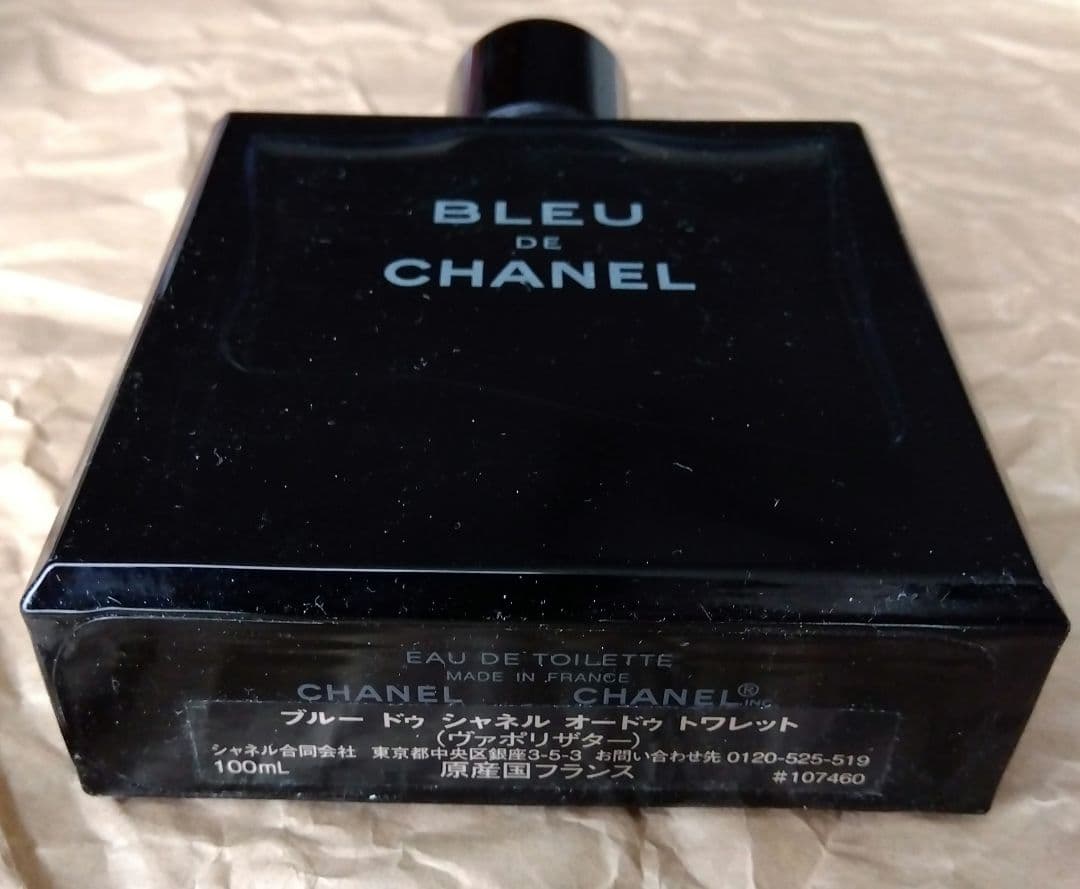 BLEU
DE
CHANEL
EAU DE TOILETTE
MADE IN FRANCE
CHANEL CHANEL®
INC
ブルー ドゥ シャネル オードゥ トワレット
(ヴァポリザター)
シャネル合同会社 東京都中央区銀座3-5-3 お問い合わせ先 0120-525-519
100mL 原産国フランス #107460